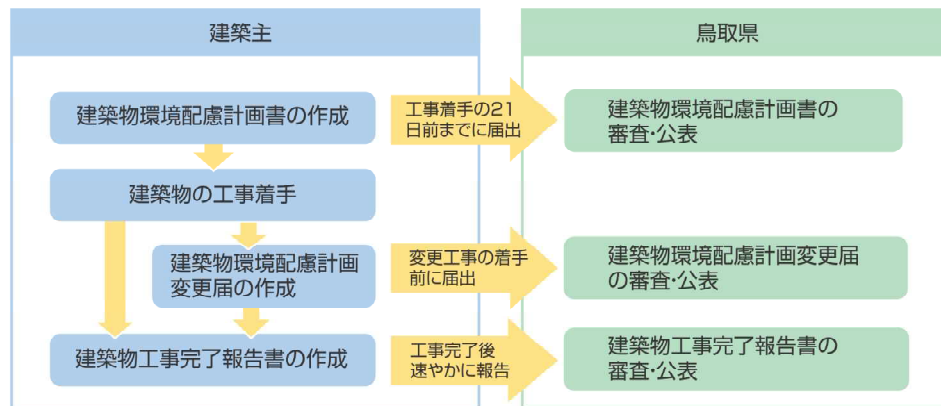 建築主
鳥取県
建築物環境配慮計画書の作成
工事着手の21
日前までに届出
建築物環境配慮計画書の
審査・公表
建築物の工事着手
建築物環境配慮計画
変更届の作成
変更工事の着手
前に届出
建築物環境配慮計画変更届
の審査・公表
建築物工事完了報告書の作成
工事完了後
速やかに報告
建築物工事完了報告書の
審査・公表